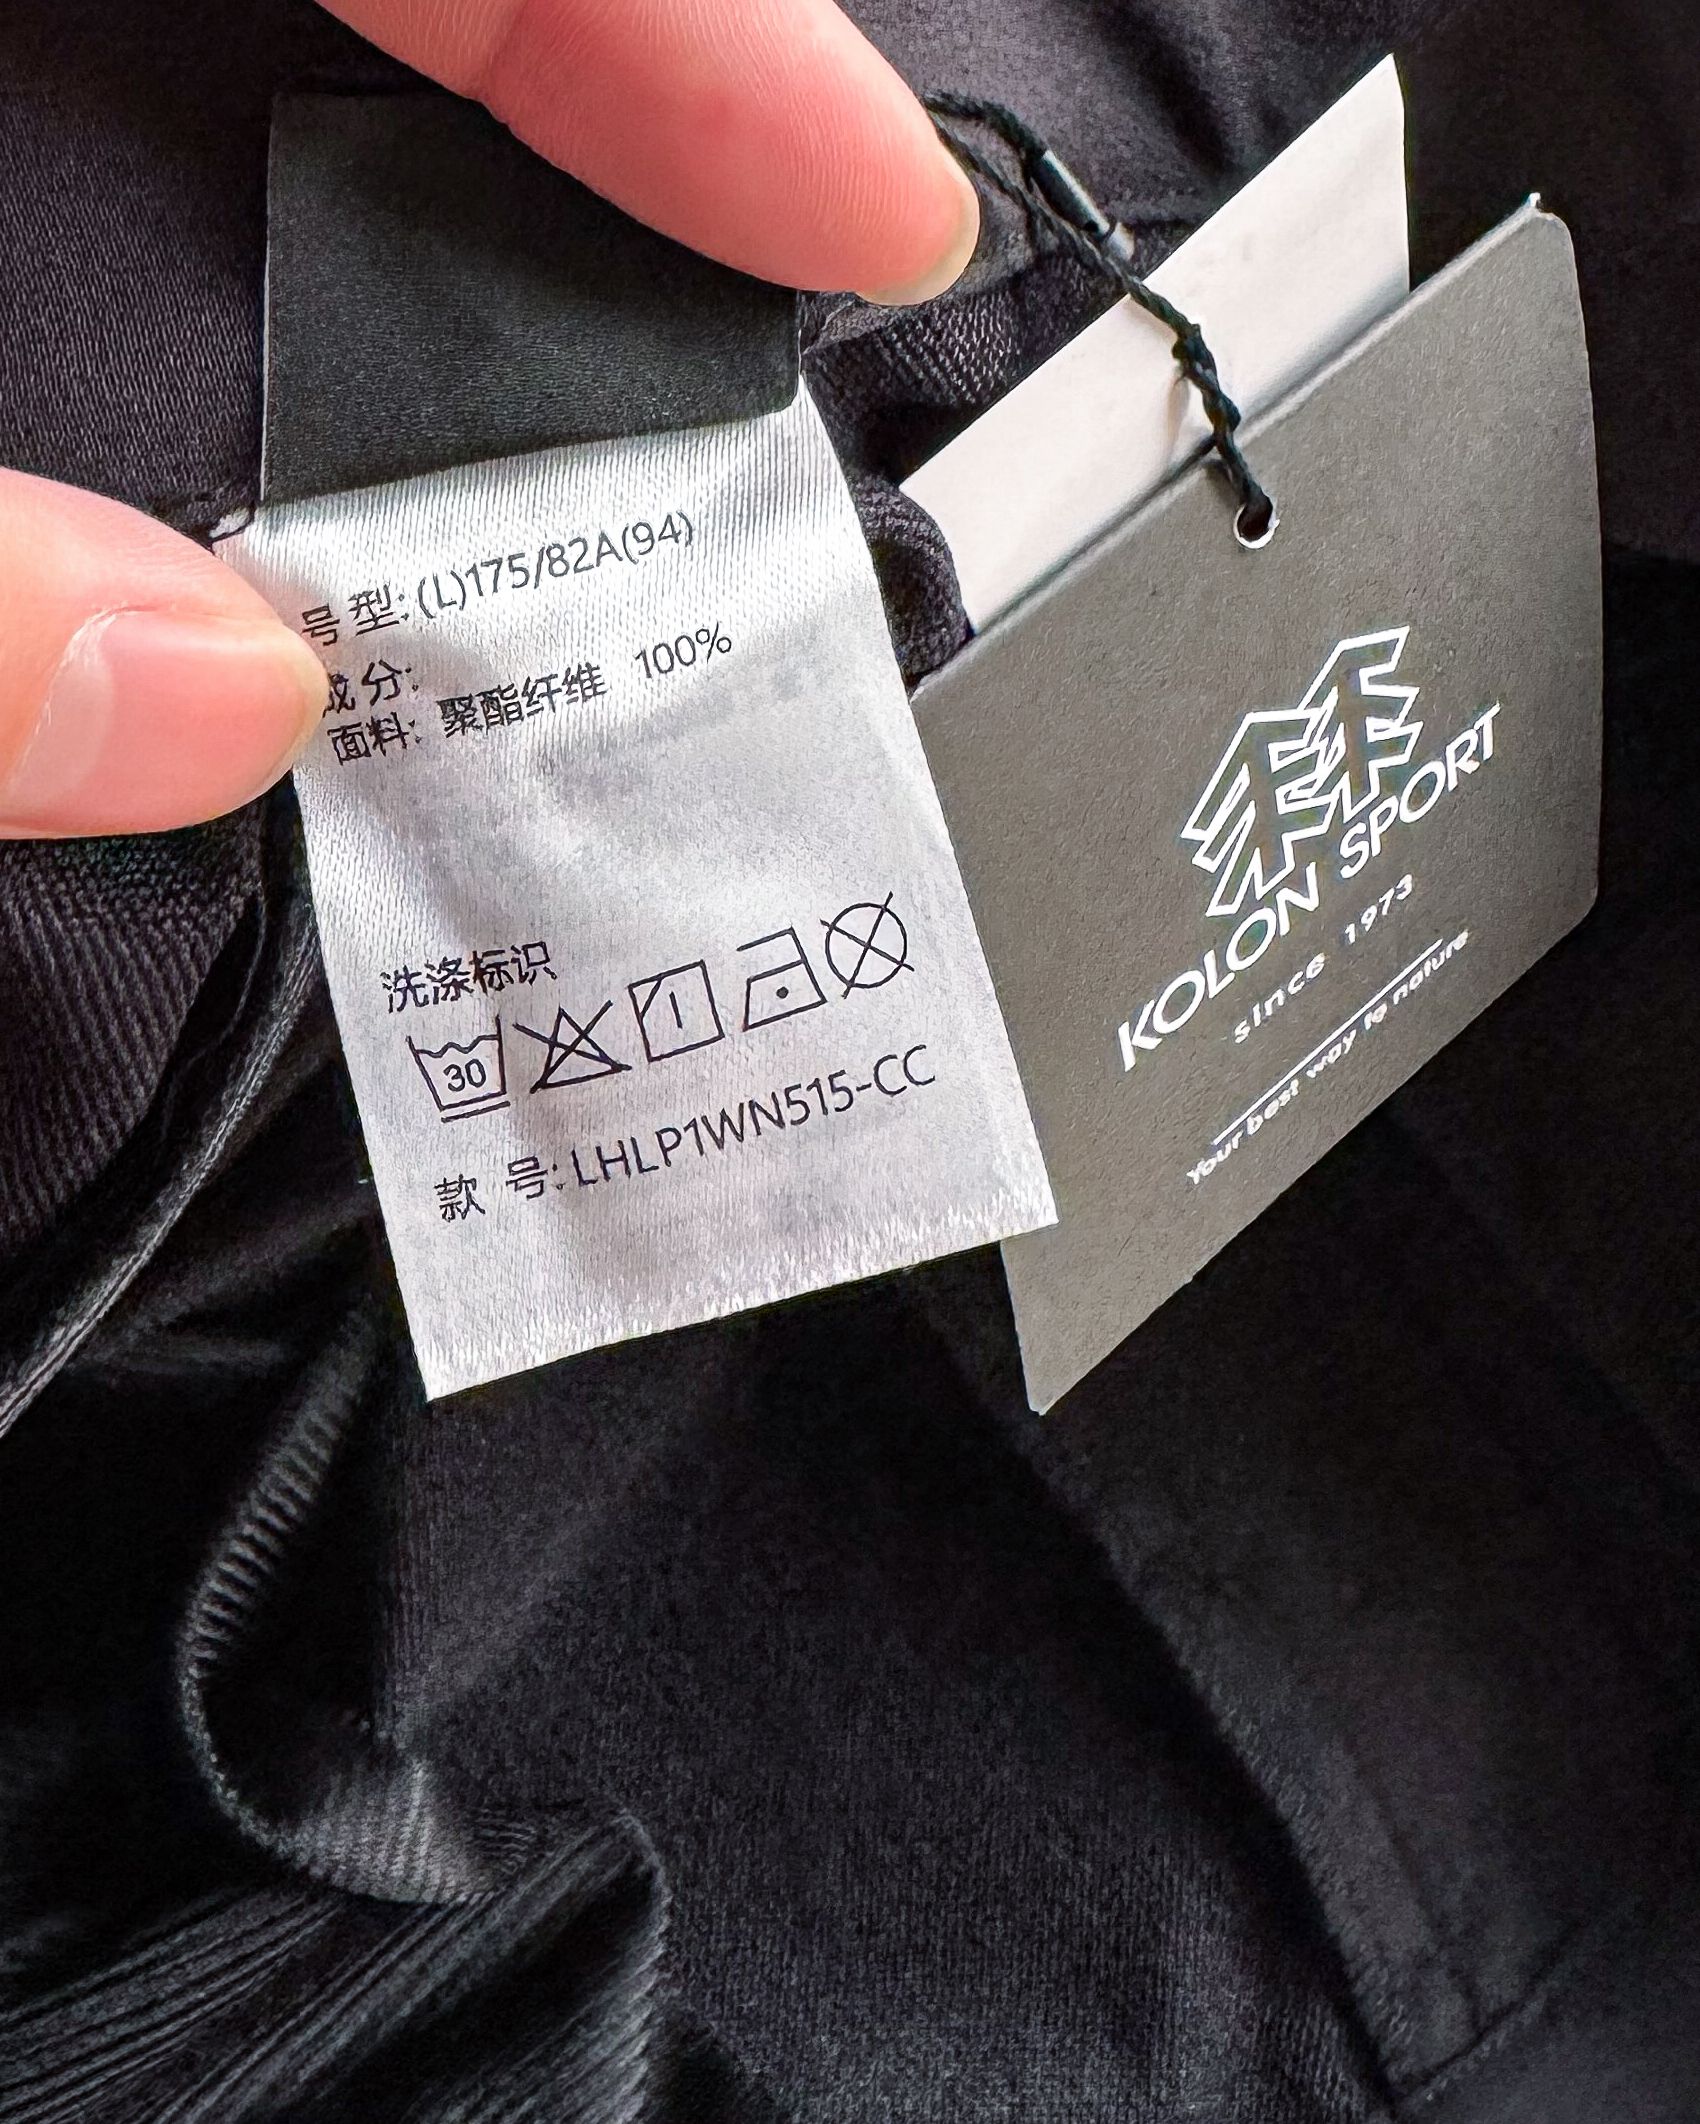 号 型: (L)175/82A(94)
成 分:
面料: 聚酯纤维 100%
洗涤标识
30
款 号: LHLP1WN515-CC
KOLON SPORT
since 1973
Your best way to nature